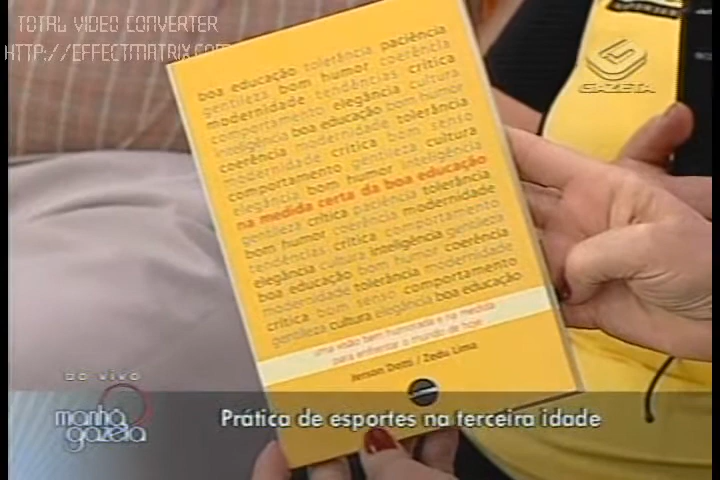 TOTAL VIDEO CONVERTER
HTTP://EFFECTMATRIX.COM
GAZETA
boa educação tolerância paciência
gentileza bom humor coerência
modernidade tendências crítica
comportamento elegância cultura
inteligência boa educação bom humor
coerência modernidade tolerância
modernidade crítica bom senso
comportamento gentileza cultura
elegância bom humor inteligência
na medida certa da boa educação
gentileza crítica paciência tolerância
bom humor coerência modernidade
tendências crítica comportamento
elegância cultura inteligência gentileza
boa educação bom humor coerência
modernidade tolerância modernidade
crítica bom senso comportamento
gentileza cultura elegância boa educação
uma visão bem humorada e na medida
para enfrentar o mundo de hoje
Jerson Dotti / Zedu Lima
ao vivo
manhã gazeta
Prática de esportes na terceira idade